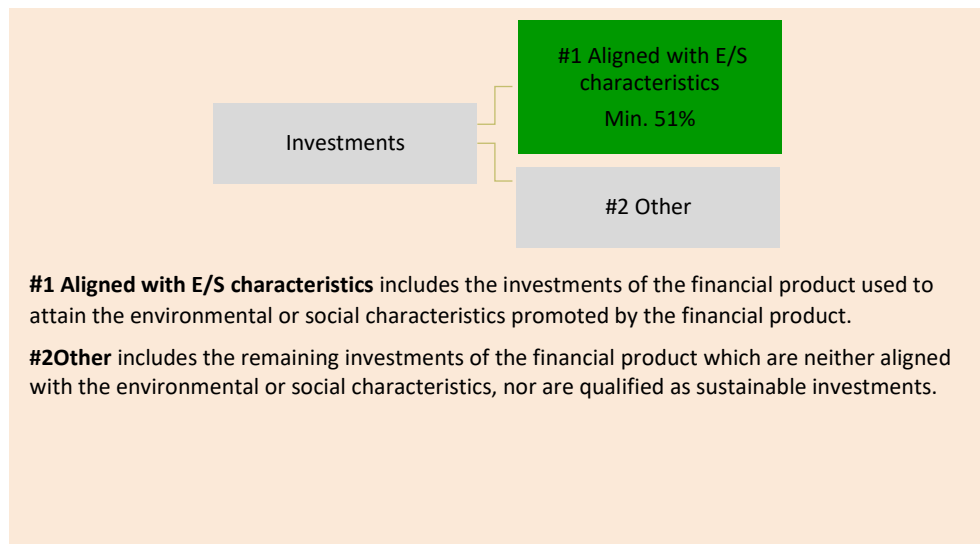 #1 Aligned with E/S
characteristics
Min. 51%
Investments
#2 Other
#1 Aligned with E/S characteristics includes the investments of the financial product used to
attain the environmental or social characteristics promoted by the financial product.
#2Other includes the remaining investments of the financial product which are neither aligned
with the environmental or social characteristics, nor are qualified as sustainable investments.